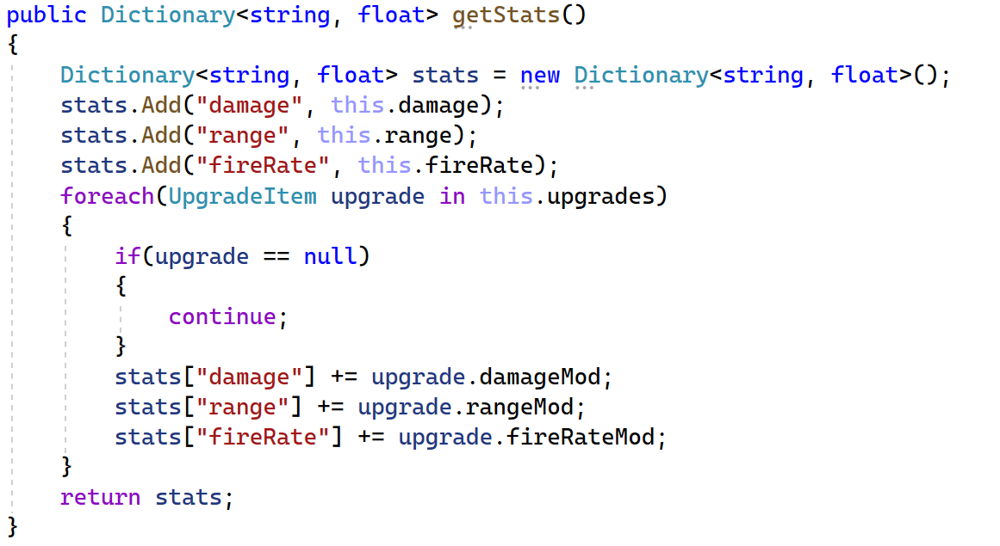 public Dictionary<string, float> getStats()
{
    Dictionary<string, float> stats = new Dictionary<string, float>();
    stats.Add("damage", this.damage);
    stats.Add("range", this.range);
    stats.Add("fireRate", this.fireRate);
    foreach(UpgradeItem upgrade in this.upgrades)
    {
        if(upgrade == null)
        {
            continue;
        }
        stats["damage"] += upgrade.damageMod;
        stats["range"] += upgrade.rangeMod;
        stats["fireRate"] += upgrade.fireRateMod;
    }
    return stats;
}